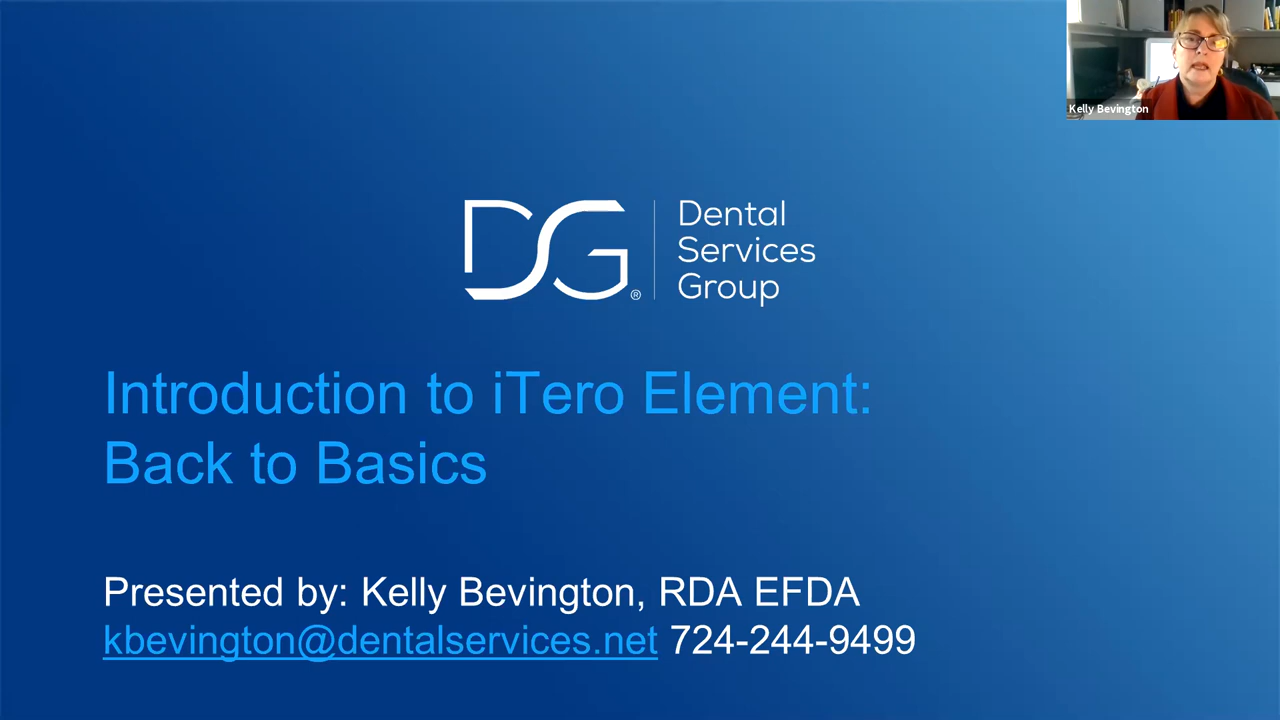 Kelly Bevington
DSG®
Dental
Services
Group
Introduction to iTero Element:
Back to Basics
Presented by: Kelly Bevington, RDA EFDA
kbevington@dentalservices.net 724-244-9499